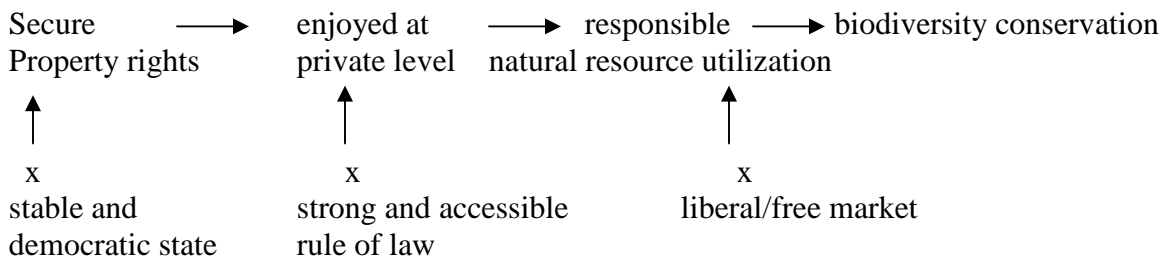 Secure enjoyed at responsible biodiversity conservation
Property rights private level natural resource utilization
x x x
stable and strong and accessible liberal/free market
democratic state rule of law